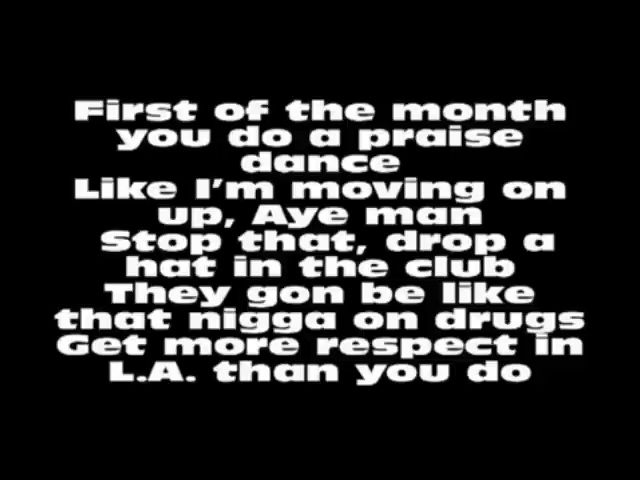 First of the month
you do a praise
dance
Like I'm moving on
up, Aye man
Stop that, drop a
hat in the club
They gon be like
that nigga on drugs
Get more respect in
L.A. than you do